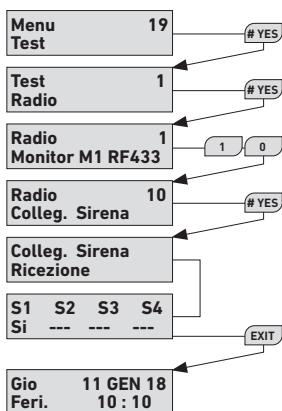 Menu 19
Test
# YES
Test 1
Radio
# YES
Radio 1
Monitor M1 RF433
1 0
Radio 10
Colleg. Sirena
# YES
Colleg. Sirena
Ricezione
S1 S2 S3 S4
Si --- --- ---
EXIT
Gio 11 GEN 18
Feri. 10 : 10